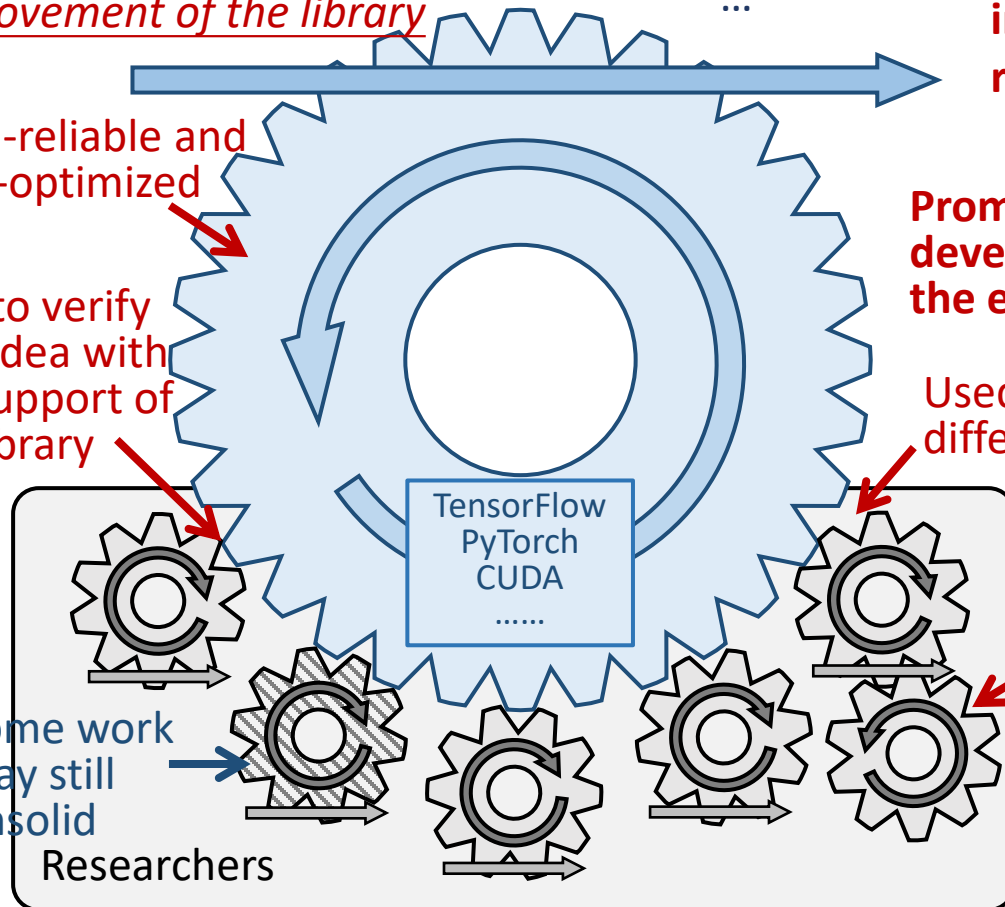 ovement of the library
...
-reliable and
-optimized
to verify
dea with
upport of
brary
Prom
deve
the e
Used
diffe
TensorFlow
PyTorch
CUDA
......
ome work
ay still
nsolid
Researchers